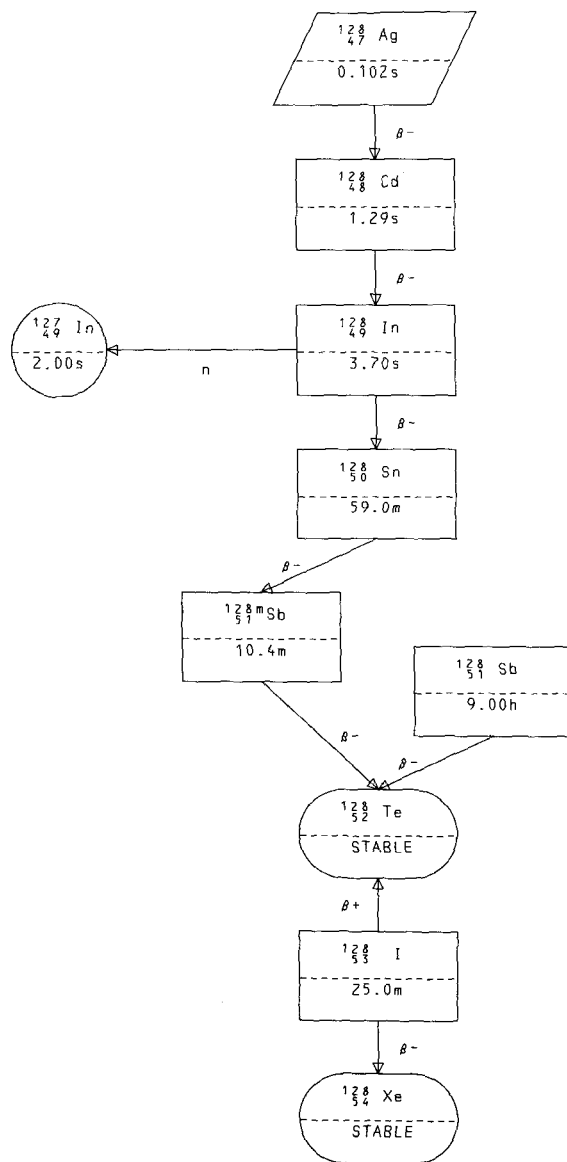 128 47 Ag
0.102s
β-
128 48 Cd
1.29s
β-
127 49 In
2.00s
n
128 49 In
3.70s
β-
128 50 Sn
59.0m
β-
128m 51 Sb
10.4m
128 51 Sb
9.00h
β-
β-
128 52 Te
STABLE
β+
128 53 I
25.0m
β-
128 54 Xe
STABLE